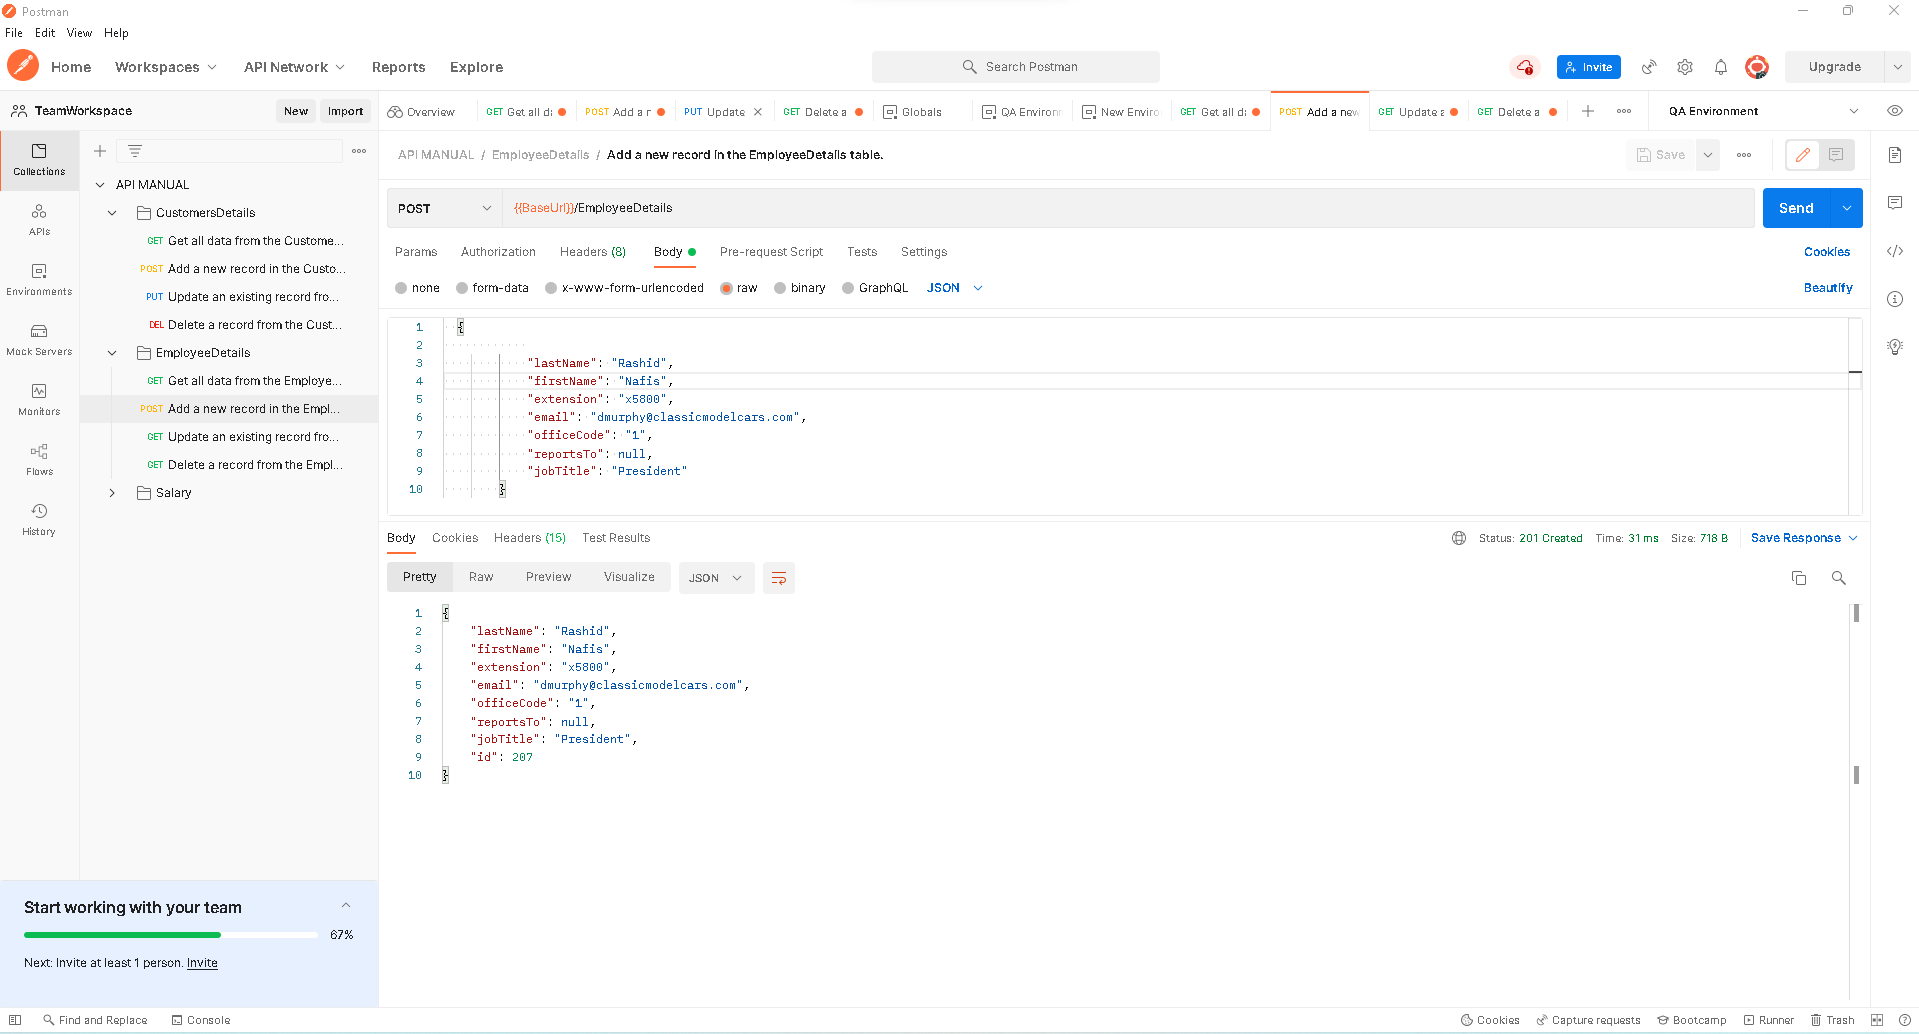 Postman
File Edit View Help
Home Workspaces API Network Reports Explore Search Postman Invite Upgrade
TeamWorkspace New Import
Overview GET Get all d POST Add a r PUT Update GET Delete a Globals QA Environ New Enviro GET Get all d POST Add a new GET Update a GET Delete a QA Environment
Collections
APIs
Environments
Mock Servers
Monitors
Flows
History
API MANUAL
CustomersDetails
GET Get all data from the Custome...
POST Add a new record in the Custo...
PUT Update an existing record fro...
DEL Delete a record from the Cust...
EmployeeDetails
GET Get all data from the Employe...
POST Add a new record in the Empl...
GET Update an existing record fro...
GET Delete a record from the Empl...
Salary
API MANUAL / EmployeeDetails / Add a new record in the EmployeeDetails table. Save
POST {{BaseUrl}}/EmployeeDetails Send
Params Authorization Headers (8) Body Pre-request Script Tests Settings Cookies
none form-data x-www-form-urlencoded raw binary GraphQL JSON Beautify
1 {
2
3 "lastName": "Rashid",
4 "firstName": "Nafis",
5 "extension": "x5800",
6 "email": "dmurphy@classicmodelcars.com",
7 "officeCode": "1",
8 "reportsTo": null,
9 "jobTitle": "President"
10 }
Body Cookies Headers (15) Test Results Status: 201 Created Time: 31 ms Size: 718 B Save Response
Pretty Raw Preview Visualize JSON
1 {
2 "lastName": "Rashid",
3 "firstName": "Nafis",
4 "extension": "x5800",
5 "email": "dmurphy@classicmodelcars.com",
6 "officeCode": "1",
7 "reportsTo": null,
8 "jobTitle": "President",
9 "id": 207
10 }
Start working with your team
67%
Next: Invite at least 1 person. Invite
Find and Replace Console Cookies Capture requests Bootcamp Runner Trash